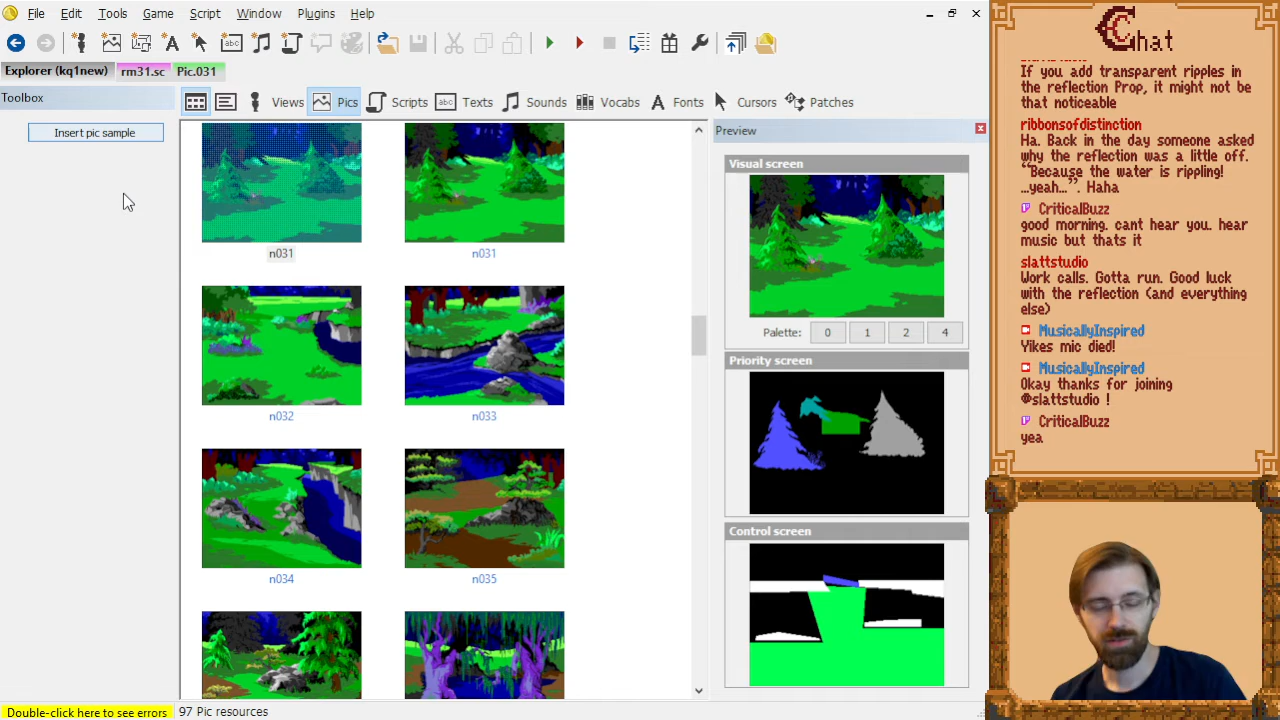 File Edit Tools Game Script Window Plugins Help
Explorer (kq1new) rm31.sc Pic.031
Toolbox
Insert pic sample
Views Pics Scripts Texts Sounds Vocabs Fonts Cursors Patches
n031 n031
n032 n033
n034 n035
Preview
Visual screen
Palette: 0 1 2 4
Priority screen
Control screen
Double-click here to see errors 97 Pic resources
Chat
If you add transparent ripples in
the reflection Prop, it might not be
that noticeable
ribbonsofdistinction
Ha. Back in the day someone asked
why the reflection was a little off.
“Because the water is rippling!
…yeah…”. Haha
CriticalBuzz
good morning. cant hear you. hear
music but thats it
slattstudio
Work calls. Gotta run. Good luck
with the reflection (and everything
else)
MusicallyInspired
Yikes mic died!
MusicallyInspired
Okay thanks for joining
@slattstudio !
CriticalBuzz
yea